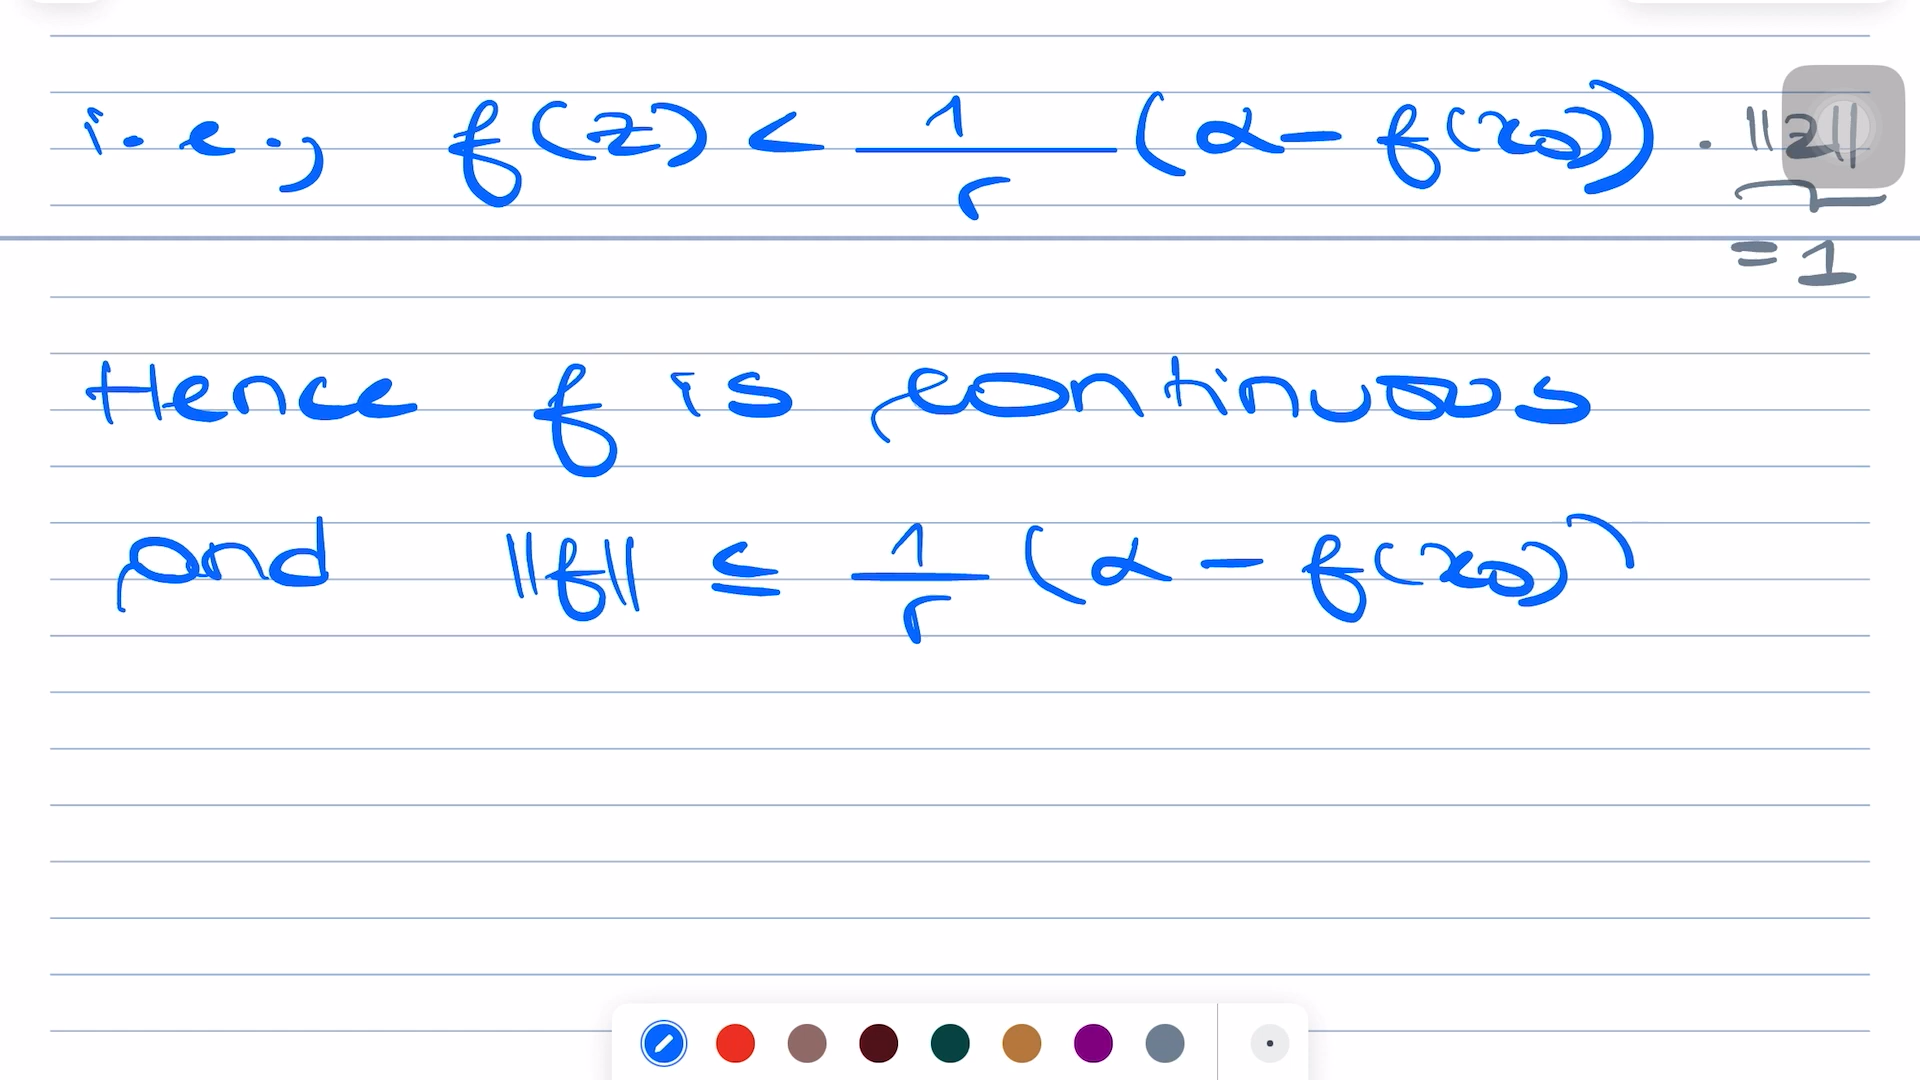 i.e., f(z) < 1/r (α - f(x0)) . ||z||
= 1
Hence f is continuous
and ||f|| ≤ 1/r (α - f(x0))